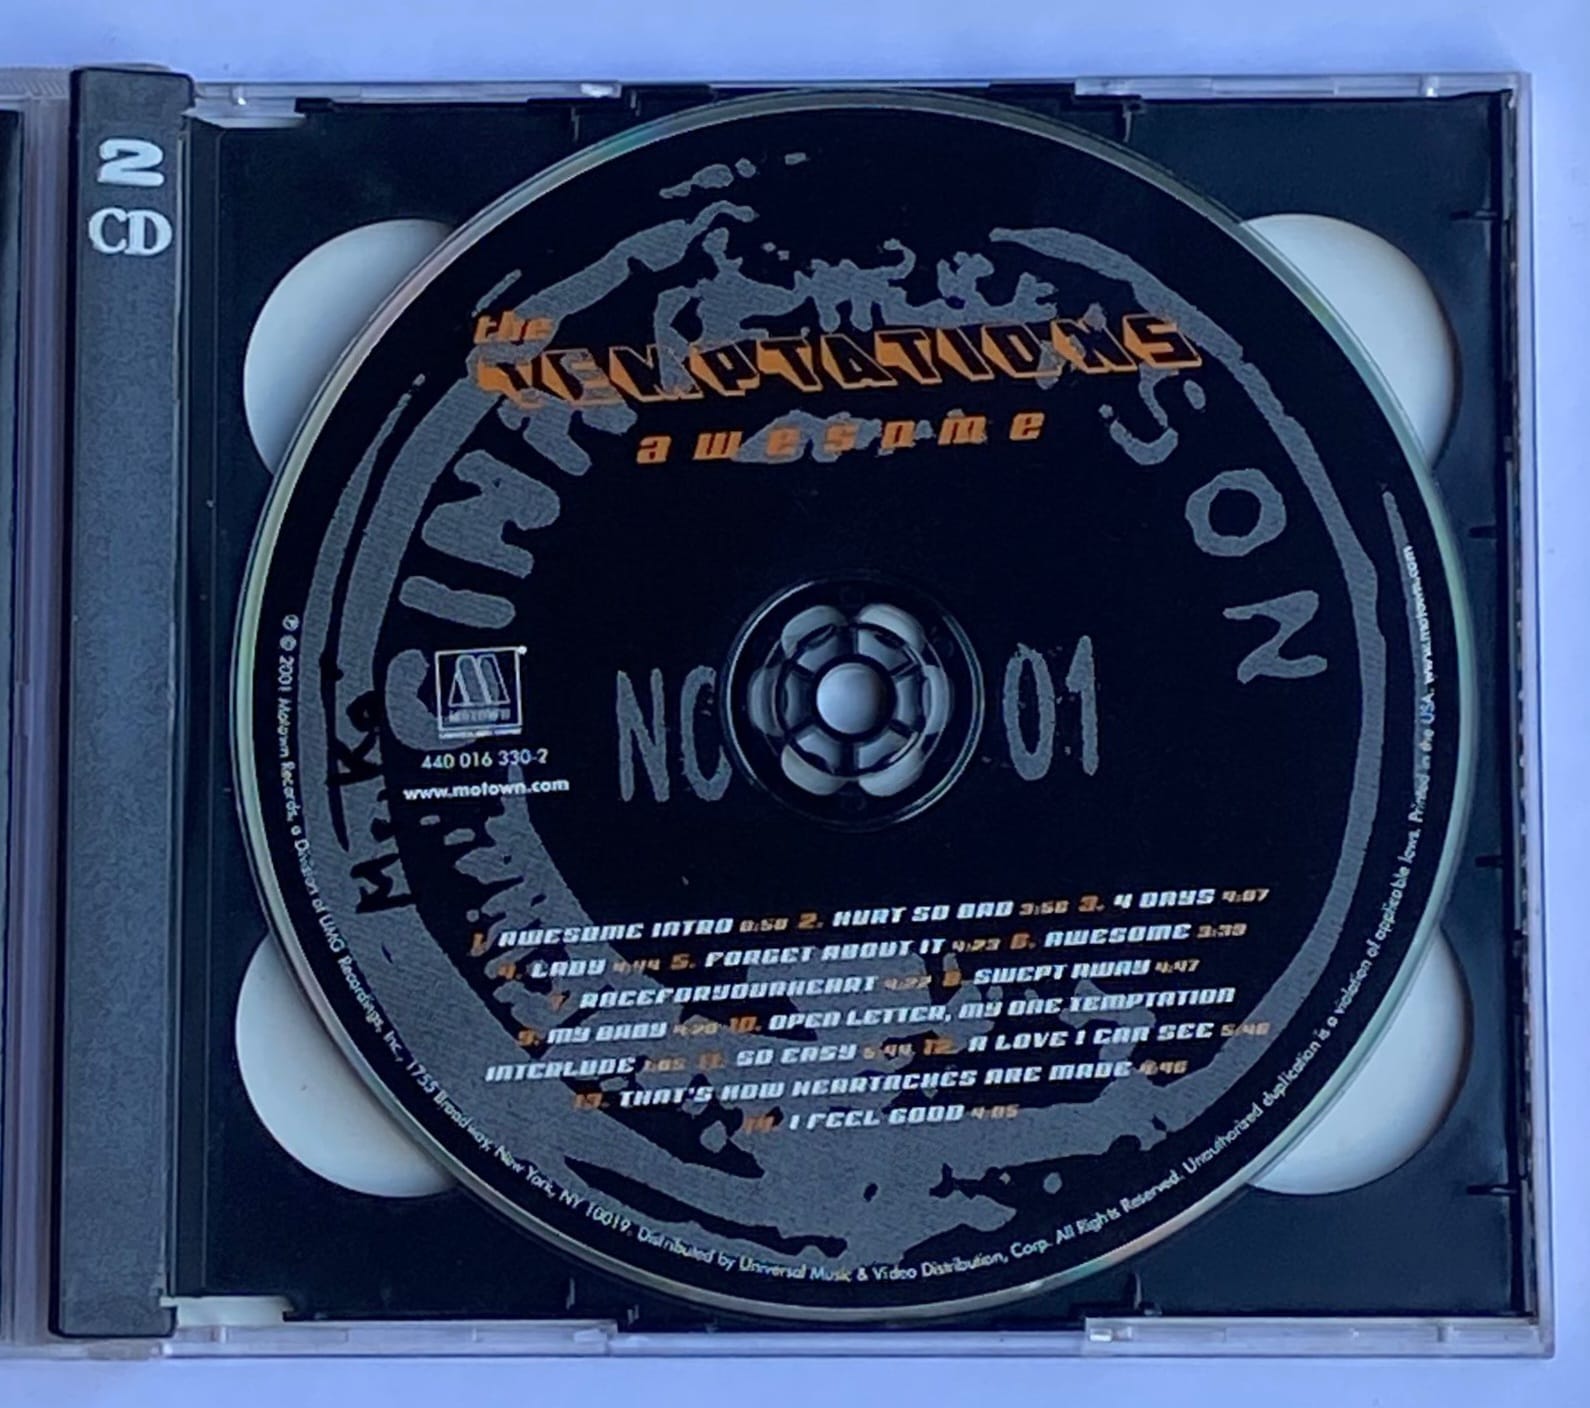 2
CD
the
TEMPTATIONS
awesome
SON
NC 01
MOTOWN
440 016 330-2
www.motown.com
1. AWESOME INTRO 0:50 2. HURT SO BAD 3:50 3. 4 DAYS 4:07
4. LADY 4:44 5. FORGET ABOUT IT 4:23 6. AWESOME 3:39
7. RACEFORYOURHEART 4:22 8. SWEPT AWAY 4:47
9. MY BABY 4:20 10. OPEN LETTER, MY ONE TEMPTATION
INTERLUDE 1:05 11. SO EASY 5:44 12. A LOVE I CAN SEE 5:46
13. THAT'S HOW HEARTACHES ARE MADE 4:46
14. I FEEL GOOD 4:05
℗ © 2001 Motown Records, a Division of UMG Recordings, Inc., 1755 Broadway, New York, NY 10019. Distributed by Universal Music & Video Distribution, Corp. All Rights Reserved. Unauthorized duplication is a violation of applicable laws. Printed in the USA. www.motown.com